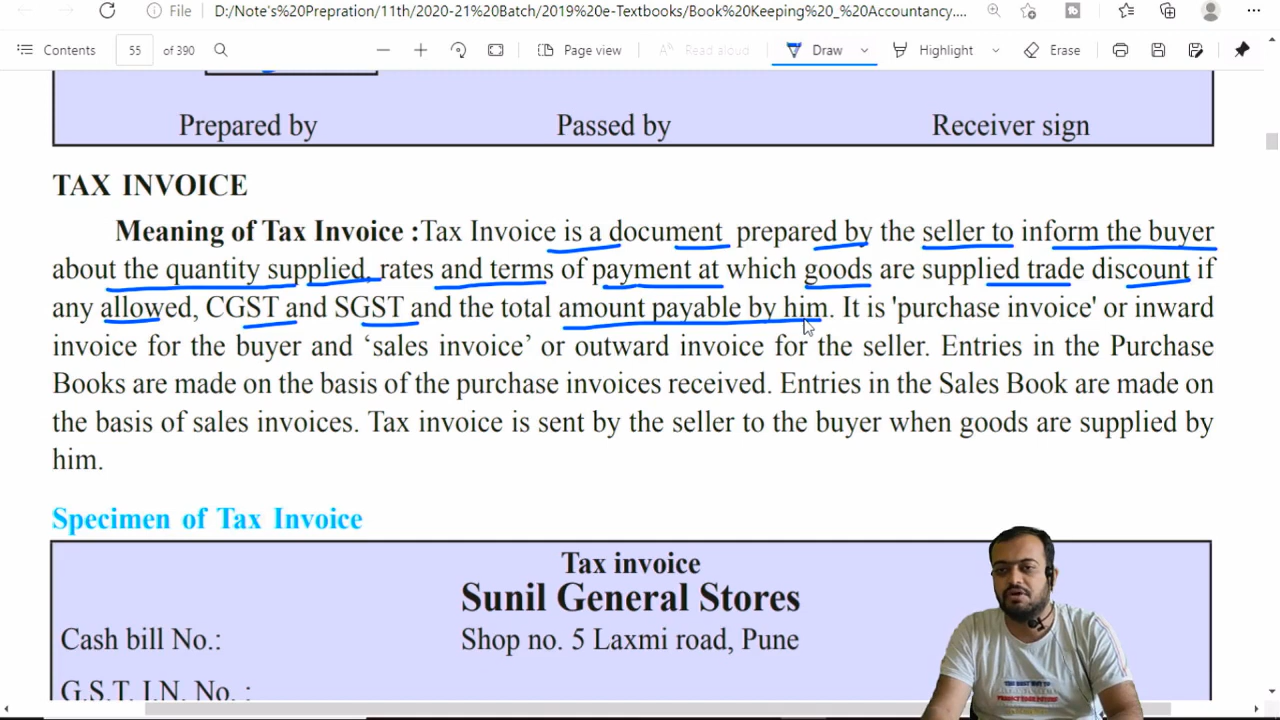 File
D:/Note's%20Prepration/11th/2020-21%20Batch/2019%20e-Textbooks/Book%20Keeping%20_%20Accountancy....
Contents
55
of 390
Page view
Read aloud
Draw
Highlight
Erase
Prepared by
Passed by
Receiver sign
TAX INVOICE
Meaning of Tax Invoice :Tax Invoice is a document prepared by the seller to inform the buyer
about the quantity supplied, rates and terms of payment at which goods are supplied trade discount if
any allowed, CGST and SGST and the total amount payable by him. It is 'purchase invoice' or inward
invoice for the buyer and ‘sales invoice’ or outward invoice for the seller. Entries in the Purchase
Books are made on the basis of the purchase invoices received. Entries in the Sales Book are made on
the basis of sales invoices. Tax invoice is sent by the seller to the buyer when goods are supplied by
him.
Specimen of Tax Invoice
Tax invoice
Sunil General Stores
Cash bill No.:
Shop no. 5 Laxmi road, Pune
G.S.T. I.N. No. :